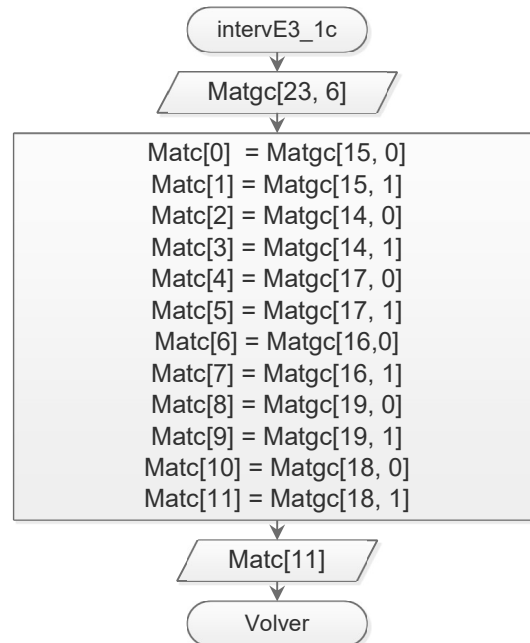 intervE3_1c
Matgc[23, 6]
Matc[0]  = Matgc[15, 0]
Matc[1] = Matgc[15, 1]
Matc[2] = Matgc[14, 0]
Matc[3] = Matgc[14, 1]
Matc[4] = Matgc[17, 0]
Matc[5] = Matgc[17, 1]
Matc[6] = Matgc[16,0]
Matc[7] = Matgc[16, 1]
Matc[8] = Matgc[19, 0]
Matc[9] = Matgc[19, 1]
Matc[10] = Matgc[18, 0]
Matc[11] = Matgc[18, 1]
Matc[11]
Volver